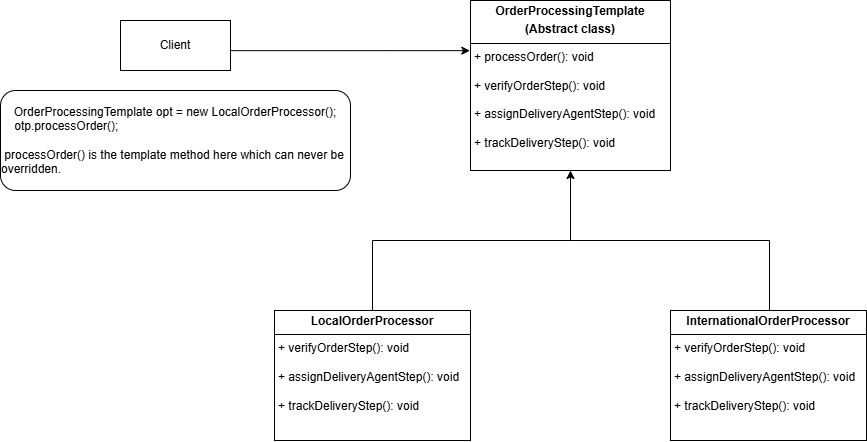 Client
OrderProcessingTemplate
(Abstract class)
+ processOrder(): void
+ verifyOrderStep(): void
+ assignDeliveryAgentStep(): void
+ trackDeliveryStep(): void
OrderProcessingTemplate opt = new LocalOrderProcessor();
otp.processOrder();
processOrder() is the template method here which can never be
overridden.
LocalOrderProcessor
+ verifyOrderStep(): void
+ assignDeliveryAgentStep(): void
+ trackDeliveryStep(): void
InternationalOrderProcessor
+ verifyOrderStep(): void
+ assignDeliveryAgentStep(): void
+ trackDeliveryStep(): void